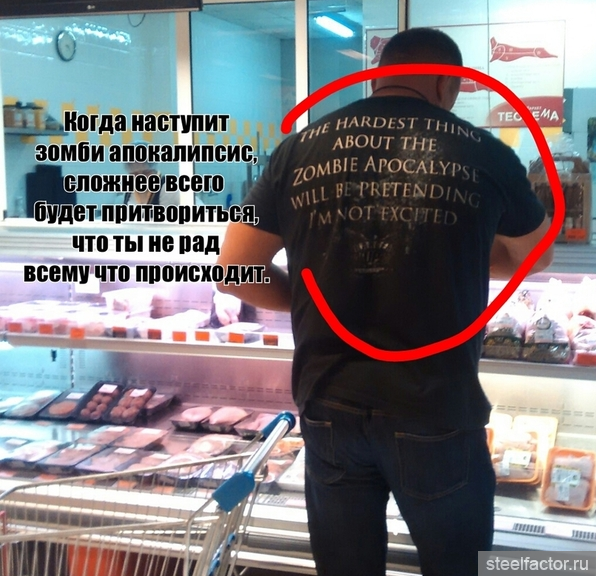 Когда наступит
зомби апокалипсис,
сложнее всего
будет притвориться,
что ты не рад
всему что происходит.
THE HARDEST THING
ABOUT THE
ZOMBIE APOCALYPSE
WILL BE PRETENDING
I'M NOT EXCITED
steelfactor.ru